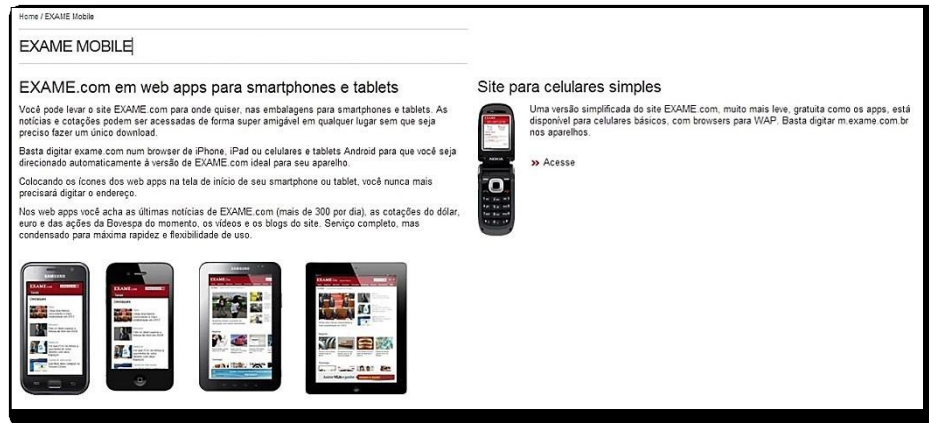 Home / EXAME Mobile
EXAME MOBILE
EXAME.com em web apps para smartphones e tablets
Você pode levar o site EXAME.com para onde quiser, nas embalagens para smartphones e tablets. As
notícias e cotações podem ser acessadas de forma super amigável em qualquer lugar sem que seja
preciso fazer um único download.
Basta digitar exame.com num browser de iPhone, iPad ou celulares e tablets Android para que você seja
direcionado automaticamente à versão de EXAME.com ideal para seu aparelho.
Colocando os ícones dos web apps na tela de início de seu smartphone ou tablet, você nunca mais
precisará digitar o endereço.
Nos web apps você acha as últimas notícias de EXAME.com (mais de 300 por dia), as cotações do dólar,
euro e das ações da Bovespa do momento, os vídeos e os blogs do site. Serviço completo, mas
condensado para máxima rapidez e flexibilidade de uso.
SAMSUNG
EXAME.com
EXAME.com
SAMSUNG
EXAME
EXAME
Site para celulares simples
Uma versão simplificada do site EXAME.com, muito mais leve, gratuita como os apps, está
disponível para celulares básicos, com browsers para WAP. Basta digitar m.exame.com.br
nos aparelhos.
» Acesse
NOKIA